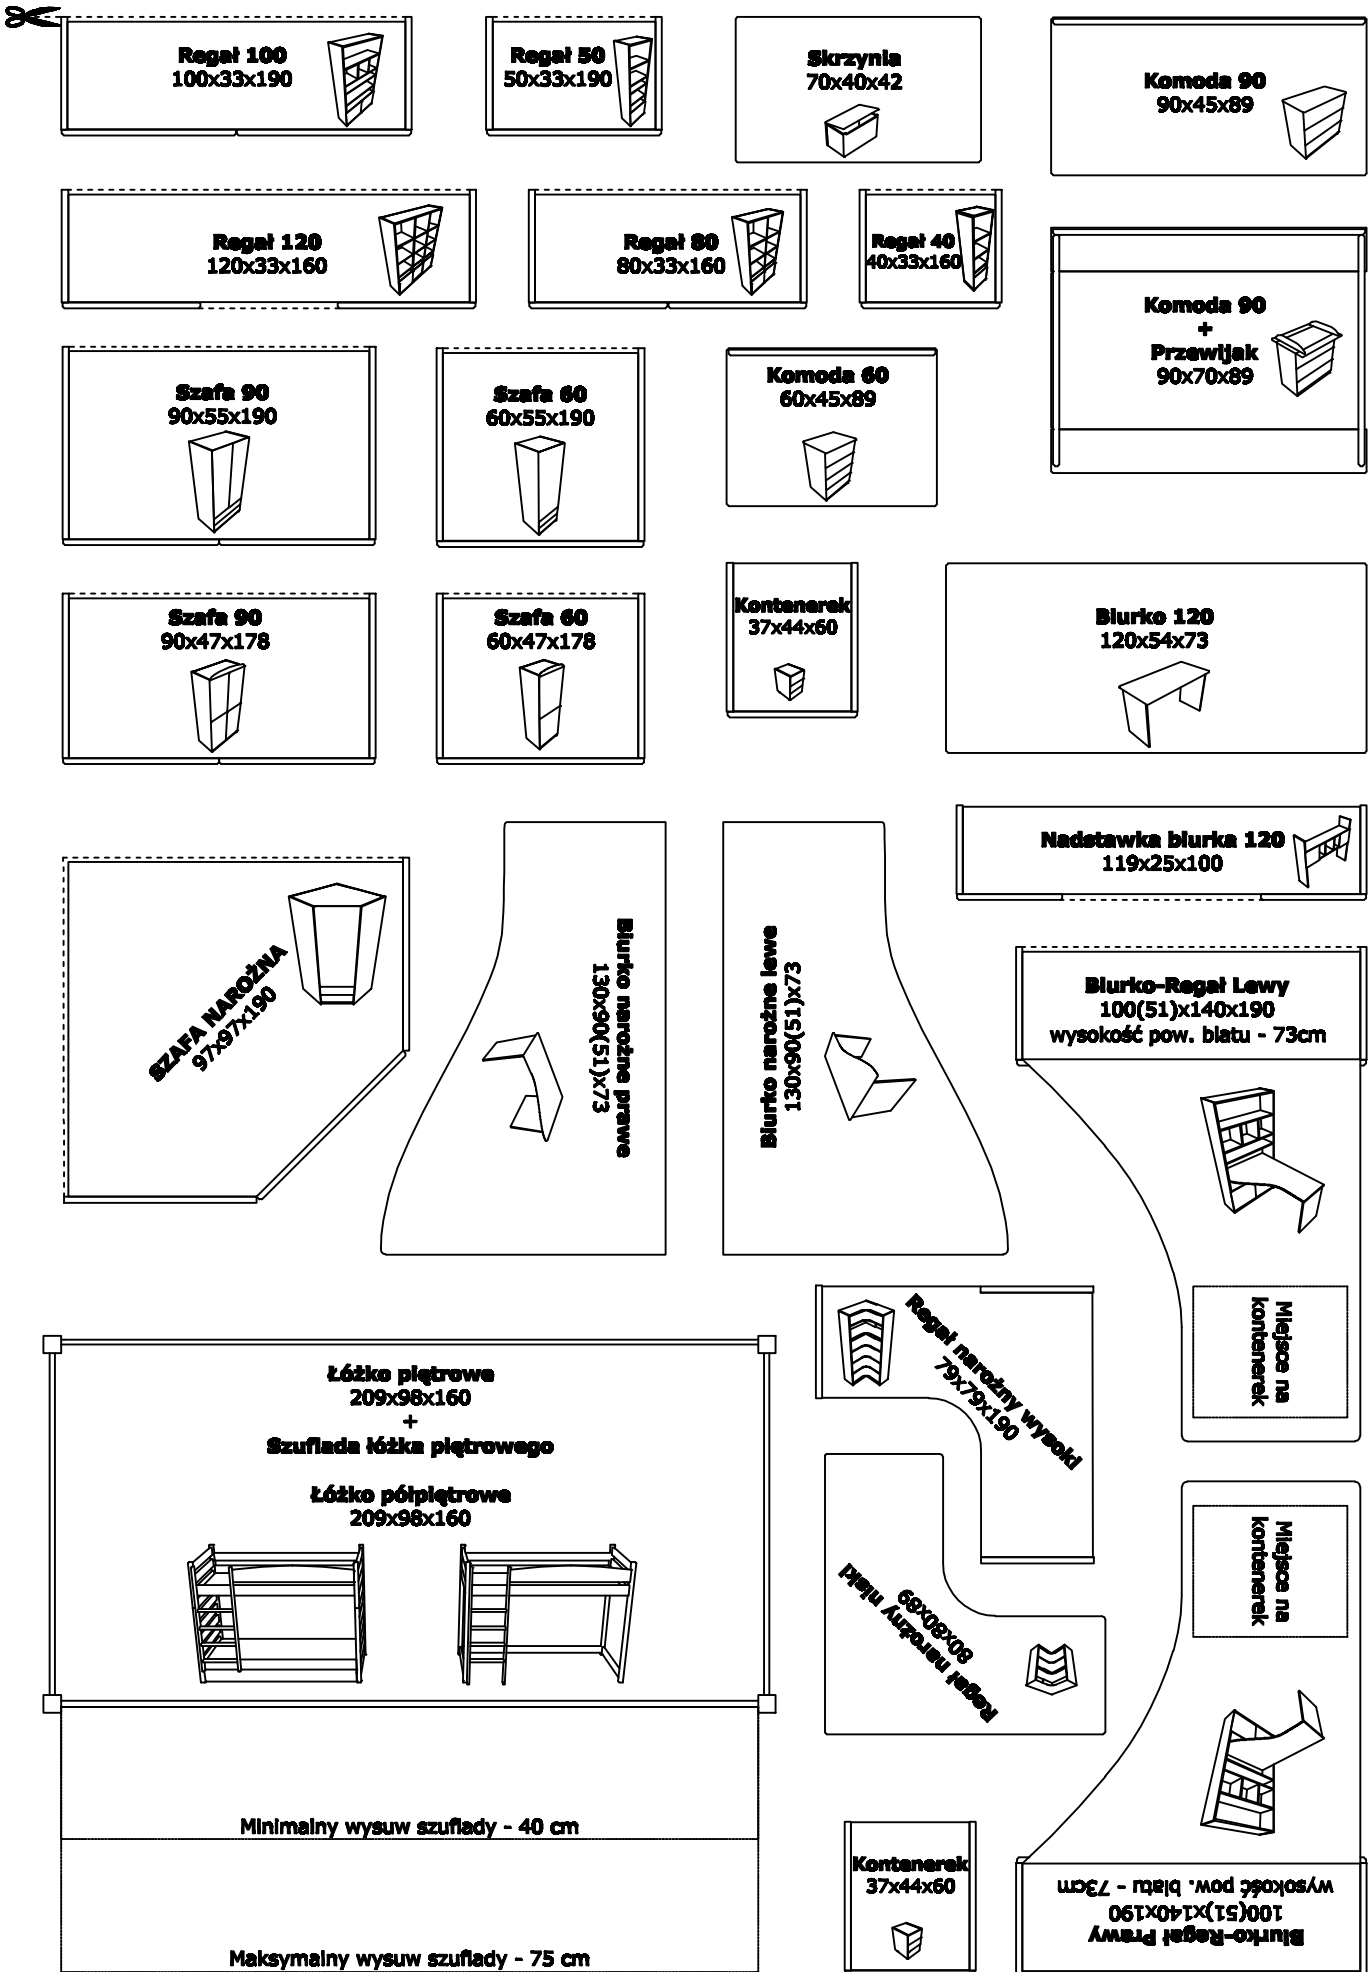 Regał 100
100x33x190
Regał 50
50x33x190
Skrzynia
70x40x42
Komoda 90
90x45x89
Regał 120
120x33x160
Regał 80
80x33x160
Regał 40
40x33x160
Komoda 90
+
Przewijak
90x70x89
Szafa 90
90x55x190
Szafa 60
60x55x190
Komoda 60
60x45x89
Szafa 90
90x47x178
Szafa 60
60x47x178
Kontenerek
37x44x60
Biurko 120
120x54x73
Nadstawka biurka 120
119x25x100
SZAFA NAROŻNA
97x97x190
Biurko narożne prawe
130x90(51)x73
Biurko narożne lewe
130x90(51)x73
Biurko-Regał Lewy
100(51)x140x190
wysokość pow. blatu - 73cm
Miejsce na
kontenerek
Łóżko piętrowe
209x98x160
+
Szuflada łóżka piętrowego
Łóżko półpiętrowe
209x98x160
Regał narożny wysoki
79x79x190
Regał narożny niski
80x80x89
Miejsce na
kontenerek
Minimalny wysuw szuflady - 40 cm
Maksymalny wysuw szuflady - 75 cm
Kontenerek
37x44x60
Biurko-Regał Prawy
100(51)x140x190
wysokość pow. blatu - 73cm